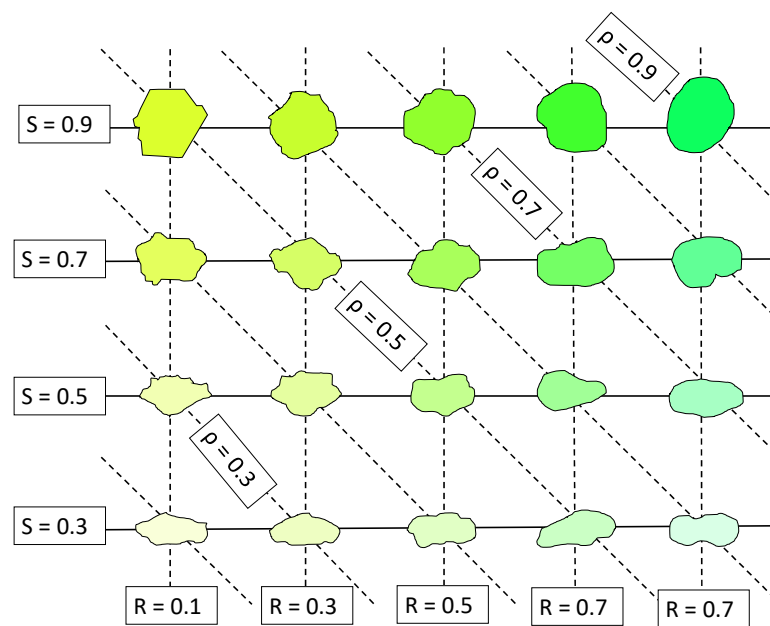 ρ = 0.9
S = 0.9
ρ = 0.7
S = 0.7
ρ = 0.5
S = 0.5
ρ = 0.3
S = 0.3
R = 0.1
R = 0.3
R = 0.5
R = 0.7
R = 0.7